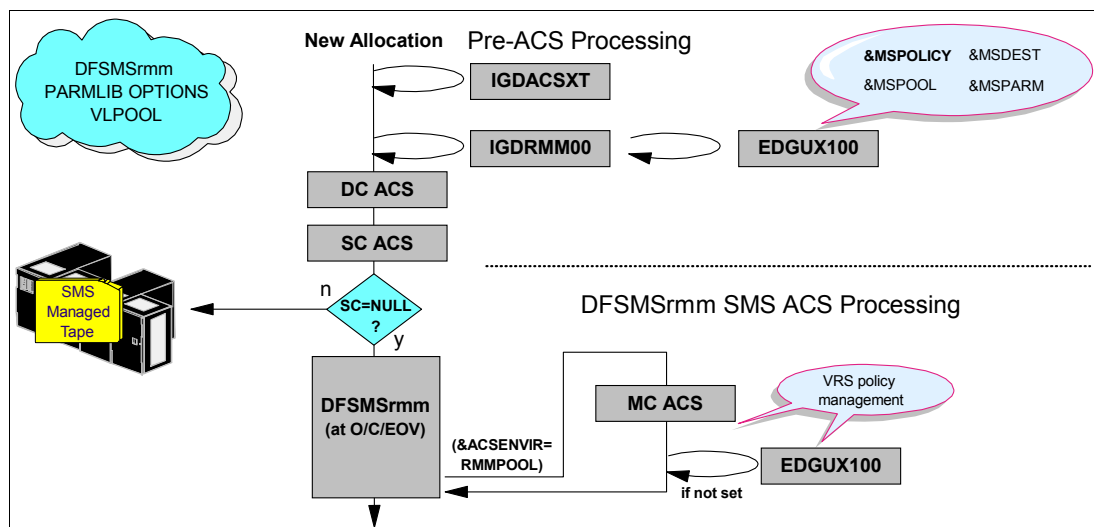 New Allocation
Pre-ACS Processing
DFSMSrmm
PARMLIB OPTIONS
VLPOOL
IGDACSXT
&MSPOLICY &MSDEST
&MSPOOL &MSPARM
IGDRMM00
EDGUX100
DC ACS
SC ACS
SMS
Managed
Tape
n
SC=NULL
?
y
DFSMSrmm SMS ACS Processing
DFSMSrmm
(at O/C/EOV)
(&ACSENVIR=
RMMPOOL)
MC ACS
VRS policy
management
EDGUX100
if not set